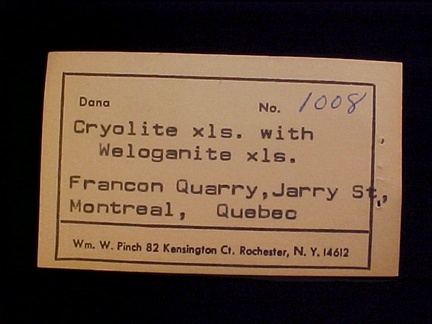 Dana No. 1008
Cryolite xls. with
Weloganite xls.
Francon Quarry,Jarry St,
Montreal, Quebec
Wm. W. Pinch 82 Kensington Ct. Rochester, N. Y. 14612